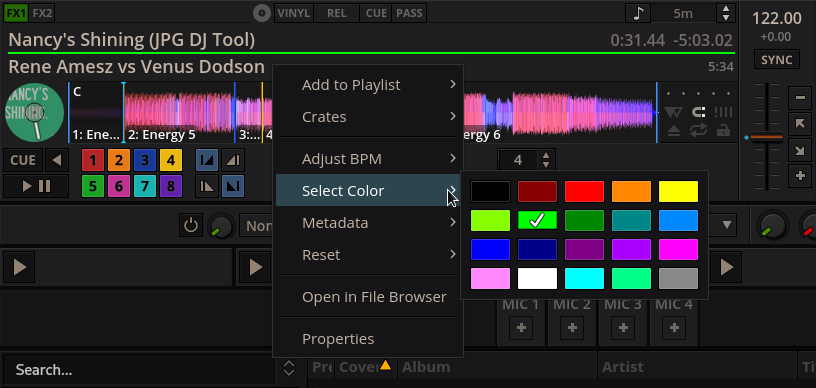 FX1 FX2 VINYL REL CUE PASS 5m 122.00
+0.00
Nancy's Shining (JPG DJ Tool) 0:31.44 -5:03.02
SYNC
Rene Amesz vs Venus Dodson 5:34
NANCY'S
SHINING.
C
1: Ene... 2: Energy 5 3:... 4 ergy 6
CUE 1 2 3 4 4
5 6 7 8
Add to Playlist
Crates
Adjust BPM
Select Color
Metadata
Reset
Open in File Browser
Properties
Non
MIC 1 MIC 2 MIC 3 MIC 4
Search... Pre Cover Album Artist Ti